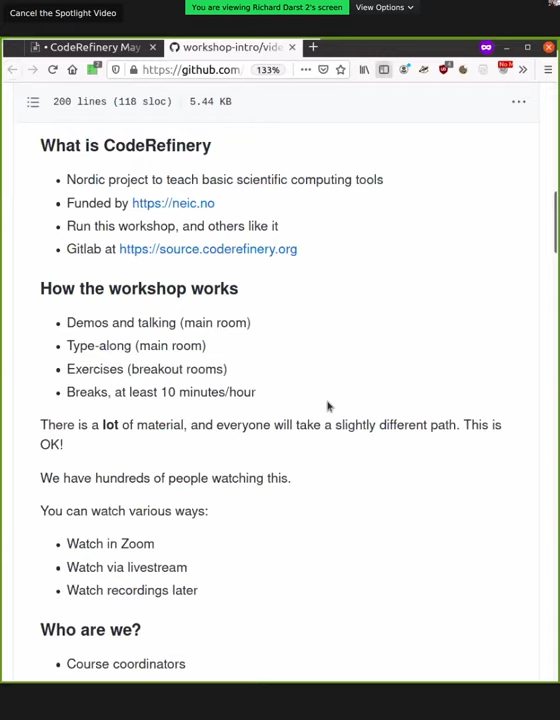 Cancel the Spotlight Video
You are viewing Richard Darst 2's screen
View Options
• CodeRefinery May
workshop-intro/vide
https://github.com/
133%
200 lines (118 sloc) 5.44 KB
What is CodeRefinery
• Nordic project to teach basic scientific computing tools
• Funded by https://neic.no
• Run this workshop, and others like it
• Gitlab at https://source.coderefinery.org
How the workshop works
• Demos and talking (main room)
• Type-along (main room)
• Exercises (breakout rooms)
• Breaks, at least 10 minutes/hour
There is a lot of material, and everyone will take a slightly different path. This is
OK!
We have hundreds of people watching this.
You can watch various ways:
• Watch in Zoom
• Watch via livestream
• Watch recordings later
Who are we?
• Course coordinators